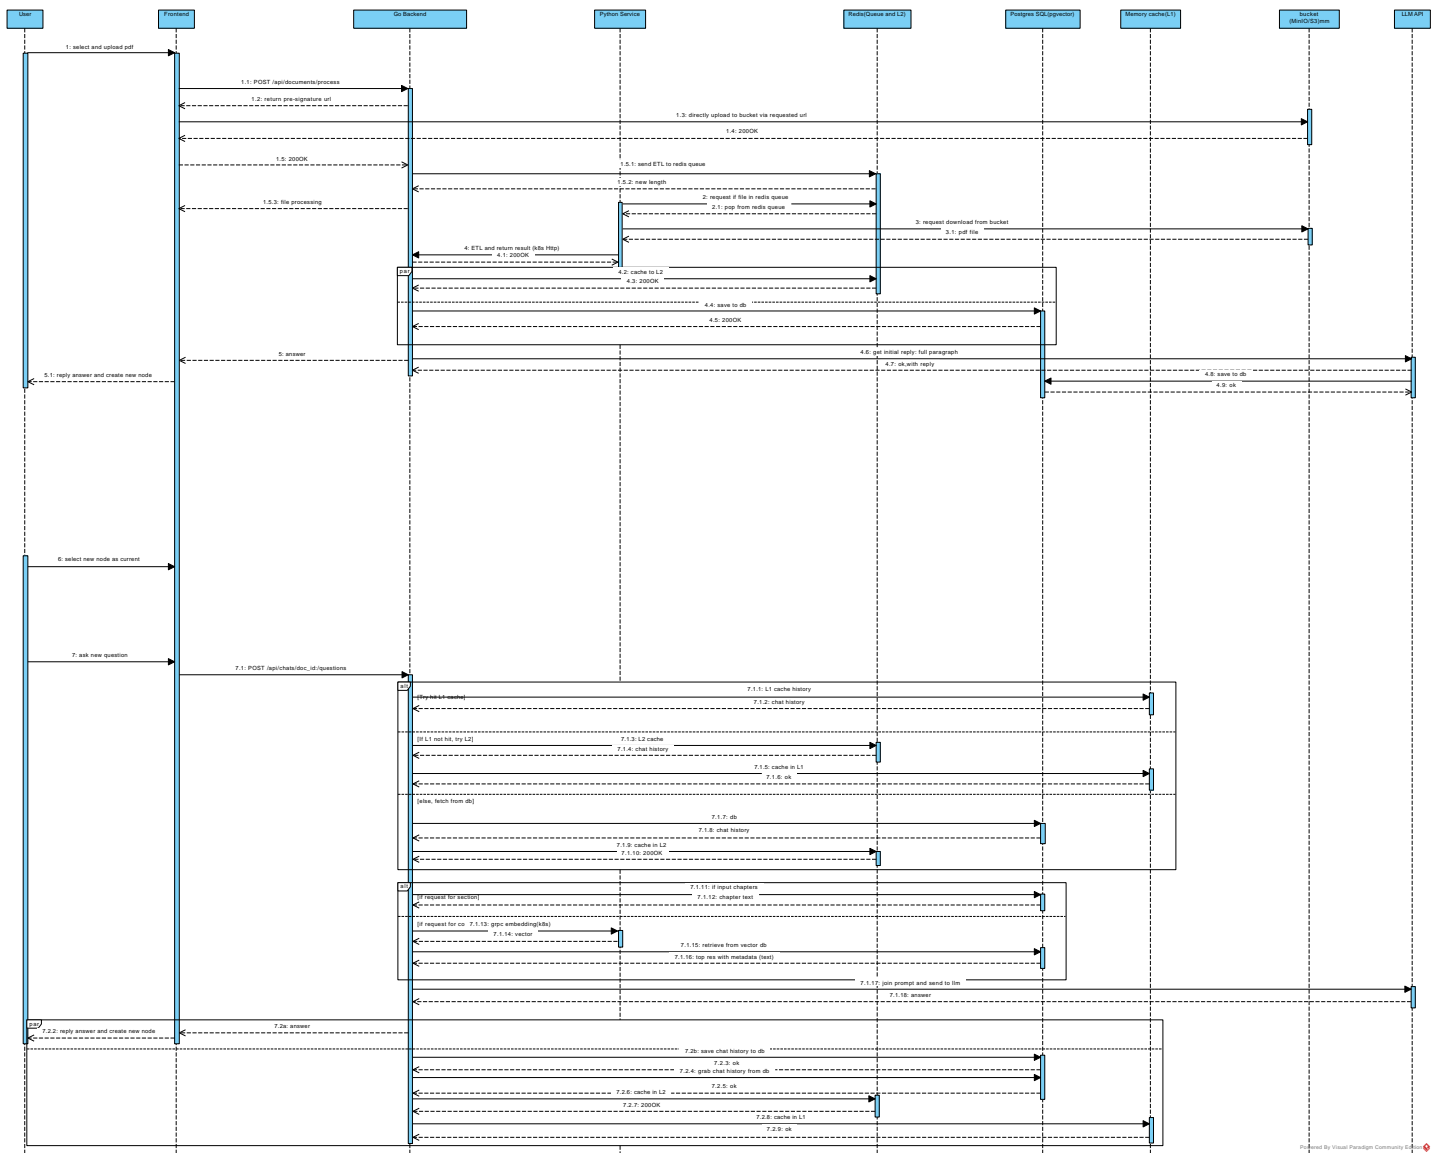 User
Frontend
Go Backend
Python Service
Redis(Queue and L2)
Postgres SQL(pgvector)
Memory cache(L1)
bucket
(MinIO/S3)mm
LLM API
1: select and upload pdf
1.1: POST /api/documents/process
1.2: return pre-signature url
1.3: directly upload to bucket via requested url
1.4: 200OK
1.5: 200OK
1.5.1: send ETL to redis queue
1.5.2: new length
2: request if file in redis queue
1.5.3: file processing
2.1: pop from redis queue
3: request download from bucket
3.1: pdf file
4: ETL and return result (k8s Http)
4.1: 200OK
par
4.2: cache to L2
4.3: 200OK
4.4: save to db
4.5: 200OK
5: answer
4.6: get initial reply: full paragraph
4.7: ok,with reply
5.1: reply answer and create new node
4.8: save to db
4.9: ok
6: select new node as current
7: ask new question
7.1: POST /api/chats/doc_id:/questions
alt
7.1.1: L1 cache history
[Try hit L1 cache]
7.1.2: chat history
[If L1 not hit, try L2]
7.1.3: L2 cache
7.1.4: chat history
7.1.5: cache in L1
7.1.6: ok
[else, fetch from db]
7.1.7: db
7.1.8: chat history
7.1.9: cache in L2
7.1.10: 200OK
alt
7.1.11: if input chapters
[if request for section]
7.1.12: chapter text
[if request for co
7.1.13: grpc embedding(k8s)
7.1.14: vector
7.1.15: retrieve from vector db
7.1.16: top res with metadata (text)
7.1.17: join prompt and send to llm
7.1.18: answer
par
7.2a: answer
7.2.2: reply answer and create new node
7.2b: save chat history to db
7.2.3: ok
7.2.4: grab chat history from db
7.2.5: ok
7.2.6: cache in L2
7.2.7: 200OK
7.2.8: cache in L1
7.2.9: ok
Powered By Visual Paradigm Community Edition